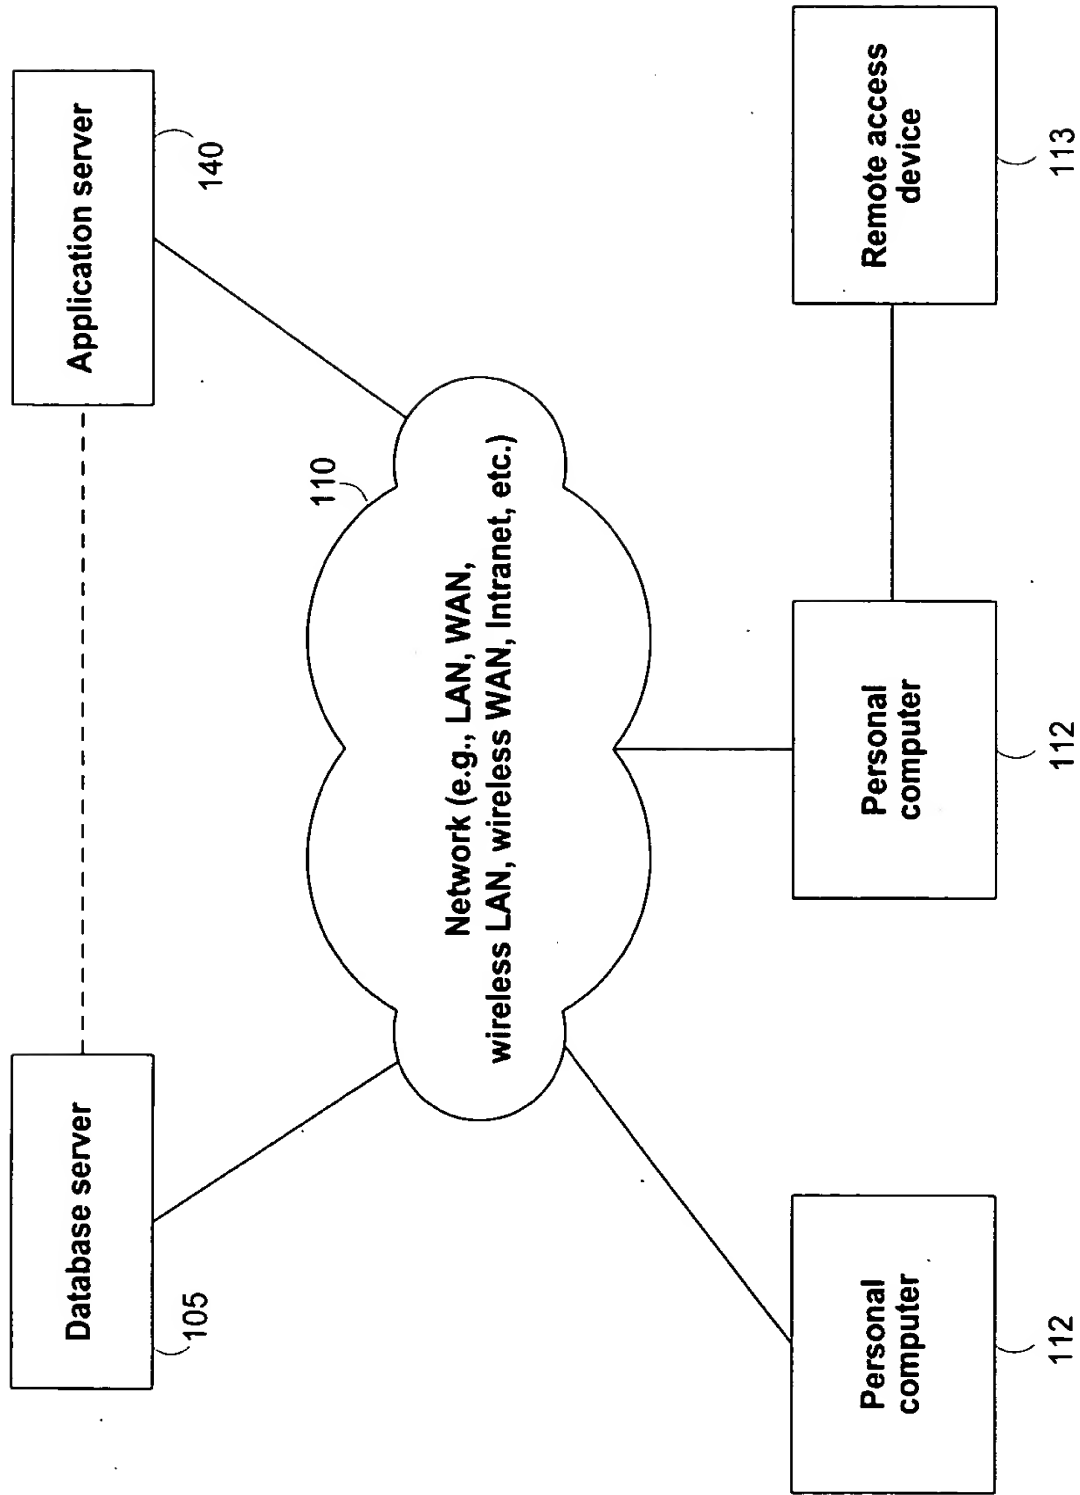 Database server
105
Application server
140
110
Network (e.g., LAN, WAN,
wireless LAN, wireless WAN, Intranet, etc.)
Personal
computer
112
Personal
computer
112
Remote access
device
113